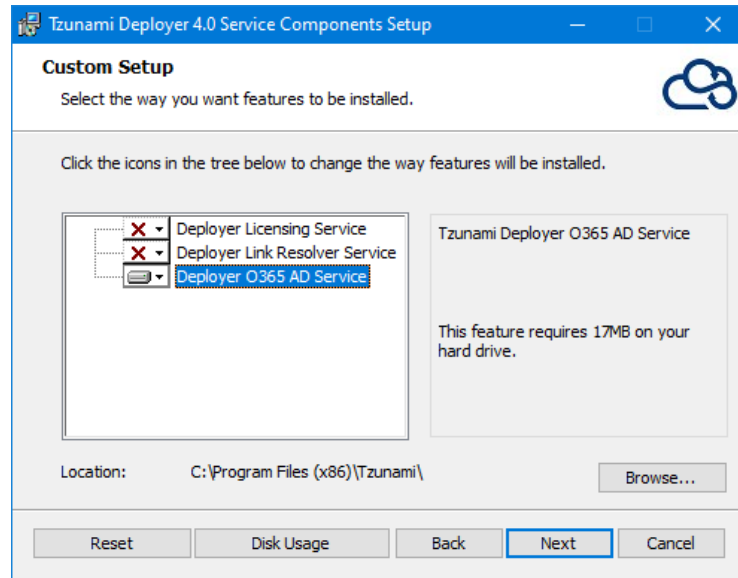 Tzunami Deployer 4.0 Service Components Setup
Custom Setup
Select the way you want features to be installed.
Click the icons in the tree below to change the way features will be installed.
Deployer Licensing Service
Deployer Link Resolver Service
Deployer O365 AD Service
Tzunami Deployer O365 AD Service
This feature requires 17MB on your
hard drive.
Location: C:\Program Files (x86)\Tzunami\
Browse...
Reset Disk Usage Back Next Cancel